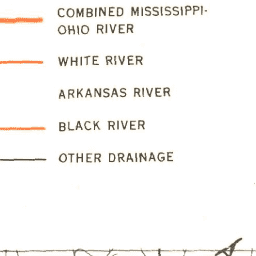 COMBINED MISSISSIPPI-
OHIO RIVER
WHITE RIVER
ARKANSAS RIVER
BLACK RIVER
OTHER DRAINAGE